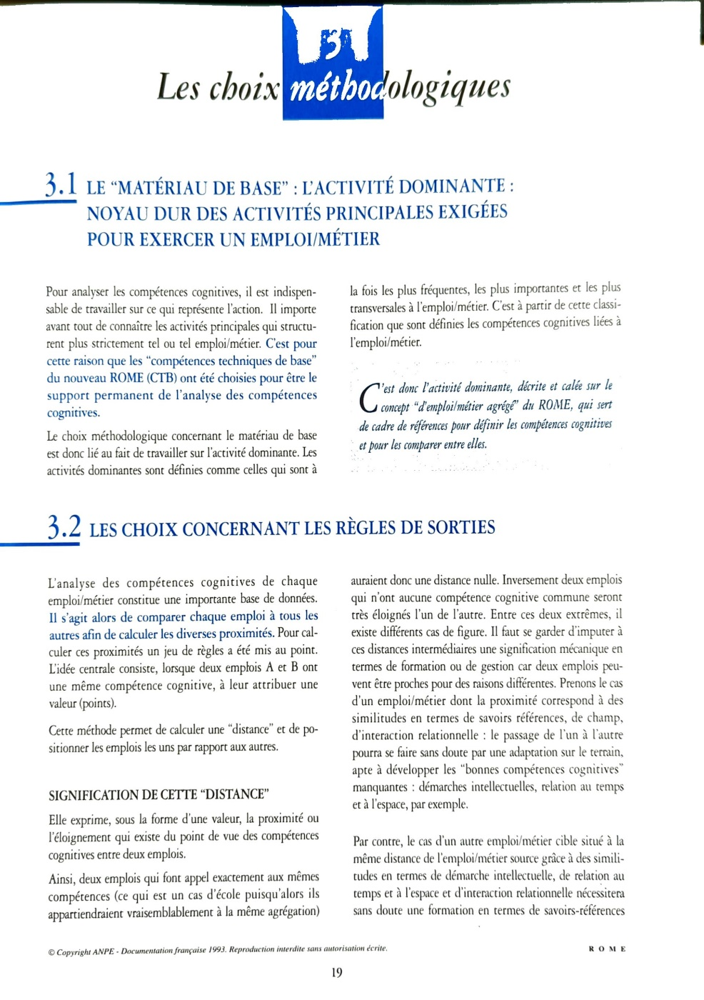 3
Les choix méthodologiques
3.1 LE “MATÉRIAU DE BASE” : L’ACTIVITÉ DOMINANTE :
NOYAU DUR DES ACTIVITÉS PRINCIPALES EXIGÉES
POUR EXERCER UN EMPLOI/MÉTIER
Pour analyser les compétences cognitives, il est indispen-
sable de travailler sur ce qui représente l’action. Il importe
avant tout de connaître les activités principales qui structu-
rent plus strictement tel ou tel emploi/métier. C’est pour
cette raison que les “compétences techniques de base”
du nouveau ROME (CTB) ont été choisies pour être le
support permanent de l’analyse des compétences
cognitives.
Le choix méthodologique concernant le matériau de base
est donc lié au fait de travailler sur l’activité dominante. Les
activités dominantes sont définies comme celles qui sont à
la fois les plus fréquentes, les plus importantes et les plus
transversales à l’emploi/métier. C’est à partir de cette classi-
fication que sont définies les compétences cognitives liées à
l’emploi/métier.
C’est donc l’activité dominante, décrite et calée sur le
concept “d’emploi/métier agrégé” du ROME, qui sert
de cadre de références pour définir les compétences cognitives
et pour les comparer entre elles.
3.2 LES CHOIX CONCERNANT LES RÈGLES DE SORTIES
L’analyse des compétences cognitives de chaque
emploi/métier constitue une importante base de données.
Il s’agit alors de comparer chaque emploi à tous les
autres afin de calculer les diverses proximités. Pour cal-
culer ces proximités un jeu de règles a été mis au point.
L’idée centrale consiste, lorsque deux emplois A et B ont
une même compétence cognitive, à leur attribuer une
valeur (points).
Cette méthode permet de calculer une “distance” et de po-
sitionner les emplois les uns par rapport aux autres.
SIGNIFICATION DE CETTE “DISTANCE”
Elle exprime, sous la forme d’une valeur, la proximité ou
l’éloignement qui existe du point de vue des compétences
cognitives entre deux emplois.
Ainsi, deux emplois qui font appel exactement aux mêmes
compétences (ce qui est un cas d’école puisqu’alors ils
appartiendraient vraisemblablement à la même agrégation)
auraient donc une distance nulle. Inversement deux emplois
qui n’ont aucune compétence cognitive commune seront
très éloignés l’un de l’autre. Entre ces deux extrêmes, il
existe différents cas de figure. Il faut se garder d’imputer à
ces distances intermédiaires une signification mécanique en
termes de formation ou de gestion car deux emplois peu-
vent être proches pour des raisons différentes. Prenons le cas
d’un emploi/métier dont la proximité correspond à des
similitudes en termes de savoirs références, de champ,
d’interaction relationnelle : le passage de l’un à l’autre
pourra se faire sans doute par une adaptation sur le terrain,
apte à développer les “bonnes compétences cognitives”
manquantes : démarches intellectuelles, relation au temps
et à l’espace, par exemple.
Par contre, le cas d’un autre emploi/métier cible situé à la
même distance de l’emploi/métier source grâce à des simili-
tudes en termes de démarche intellectuelle, de relation au
temps et à l’espace et d’interaction relationnelle nécessitera
sans doute une formation en termes de savoirs-références
© Copyright ANPE - Documentation française 1993. Reproduction interdite sans autorisation écrite.
ROME
19